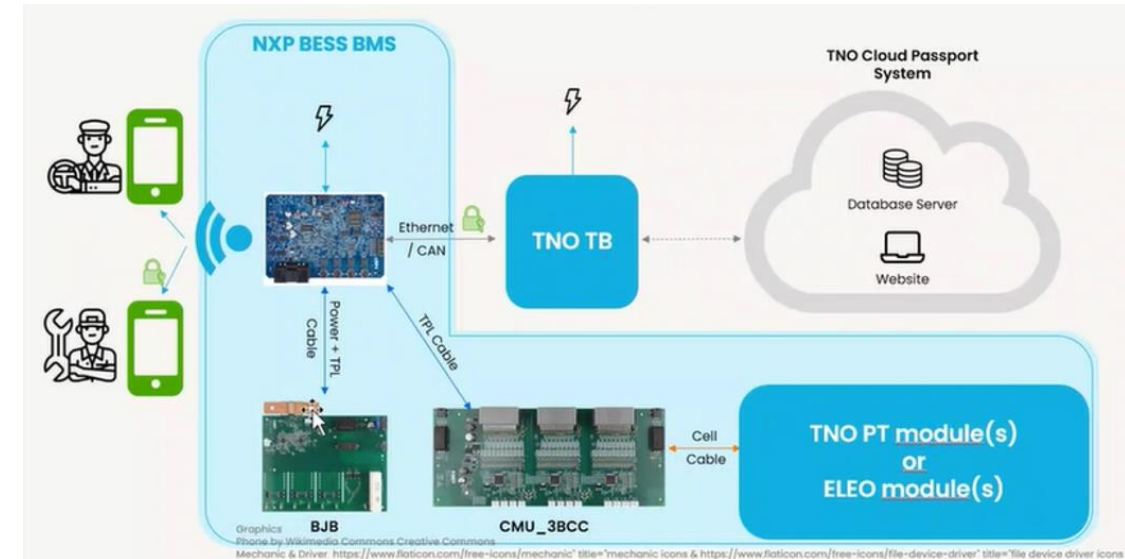 NXP BESS BMS
TNO Cloud Passport
System
Database Server
Website
Ethernet
/ CAN
TNO TB
Power + TPL
Cable
TPL Cable
Cell
Cable
TNO PT module(s)
or
ELEO module(s)
BJB
CMU_3BCC
Graphics
Phone by Wikimedia Commons Creative Commons
Mechanic & Driver https://www.flaticon.com/free-icons/mechanic" title="mechanic icons & https://www.flaticon.com/free-icons/file-device-driver" title="file device driver icons